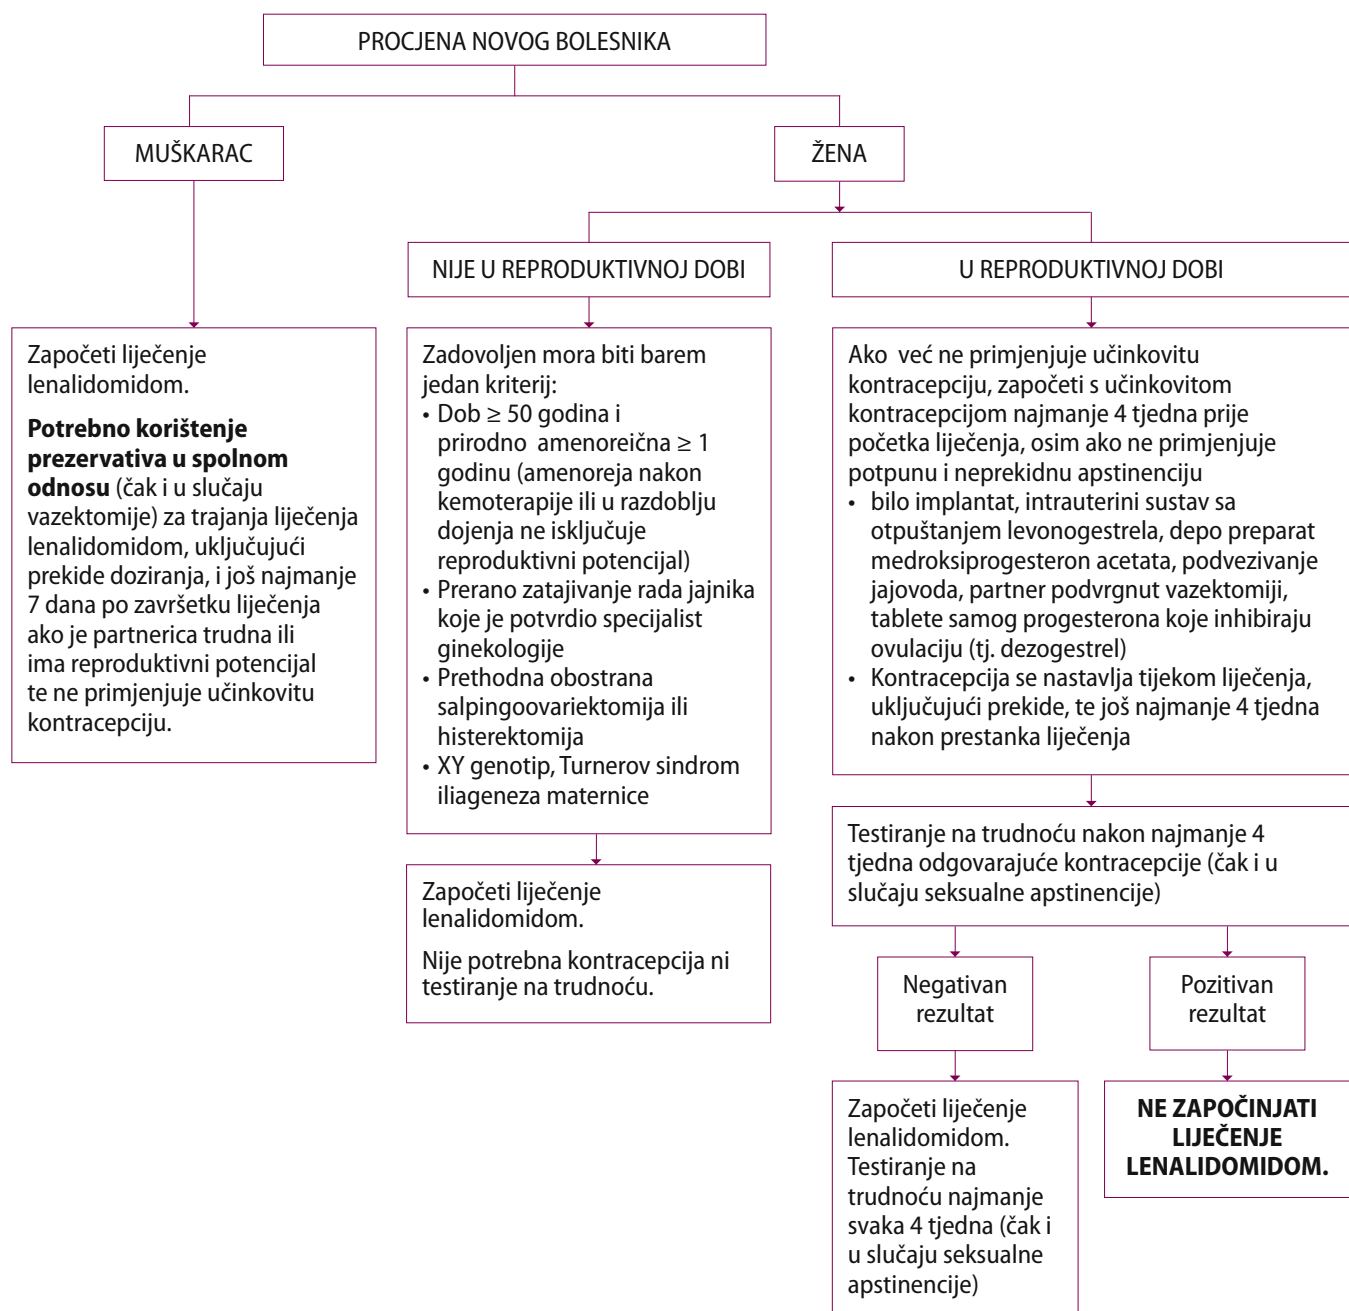 PROCJENA NOVOG BOLESNIKA
MUŠKARAC
ŽENA
NIJE U REPRODUKTIVNOJ DOBI
U REPRODUKTIVNOJ DOBI
Započeti liječenje
lenalidomidom.
Potrebno korištenje
prezervativa u spolnom
odnosu (čak i u slučaju
vazektomije) za trajanja liječenja
lenalidomidom, uključujući
prekide doziranja, i još najmanje
7 dana po završetku liječenja
ako je partnerica trudna ili
ima reproduktivni potencijal
te ne primjenjuje učinkovitu
kontracepciju.
Zadovoljen mora biti barem
jedan kriterij:
• Dob ≥ 50 godina i
prirodno amenoreična ≥ 1
godinu (amenoreja nakon
kemoterapije ili u razdoblju
dojenja ne isključuje
reproduktivni potencijal)
• Prerano zatajivanje rada jajnika
koje je potvrdio specijalist
ginekologije
• Prethodna obostrana
salpingoovariektomija ili
histerektomija
• XY genotip, Turnerov sindrom
iliageneza maternice
Započeti liječenje
lenalidomidom.
Nije potrebna kontracepcija ni
testiranje na trudnoću.
Ako već ne primjenjuje učinkovitu
kontracepciju, započeti s učinkovitom
kontracepcijom najmanje 4 tjedna prije
početka liječenja, osim ako ne primjenjuje
potpunu i neprekidnu apstinenciju
• bilo implantat, intrauterini sustav sa
otpuštanjem levonogestrela, depo preparat
medroksiprogesteron acetata, podvezivanje
jajovoda, partner podvrgnut vazektomiji,
tablete samog progesterona koje inhibiraju
ovulaciju (tj. dezogestrel)
• Kontracepcija se nastavlja tijekom liječenja,
uključujući prekide, te još najmanje 4 tjedna
nakon prestanka liječenja
Testiranje na trudnoću nakon najmanje 4
tjedna odgovarajuće kontracepcije (čak i u
slučaju seksualne apstinencije)
Negativan
rezultat
Pozitivan
rezultat
Započeti liječenje
lenalidomidom.
Testiranje na
trudnoću najmanje
svaka 4 tjedna (čak i
u slučaju seksualne
apstinencije)
NE ZAPOČINJATI
LIJEČENJE
LENALIDOMIDOM.